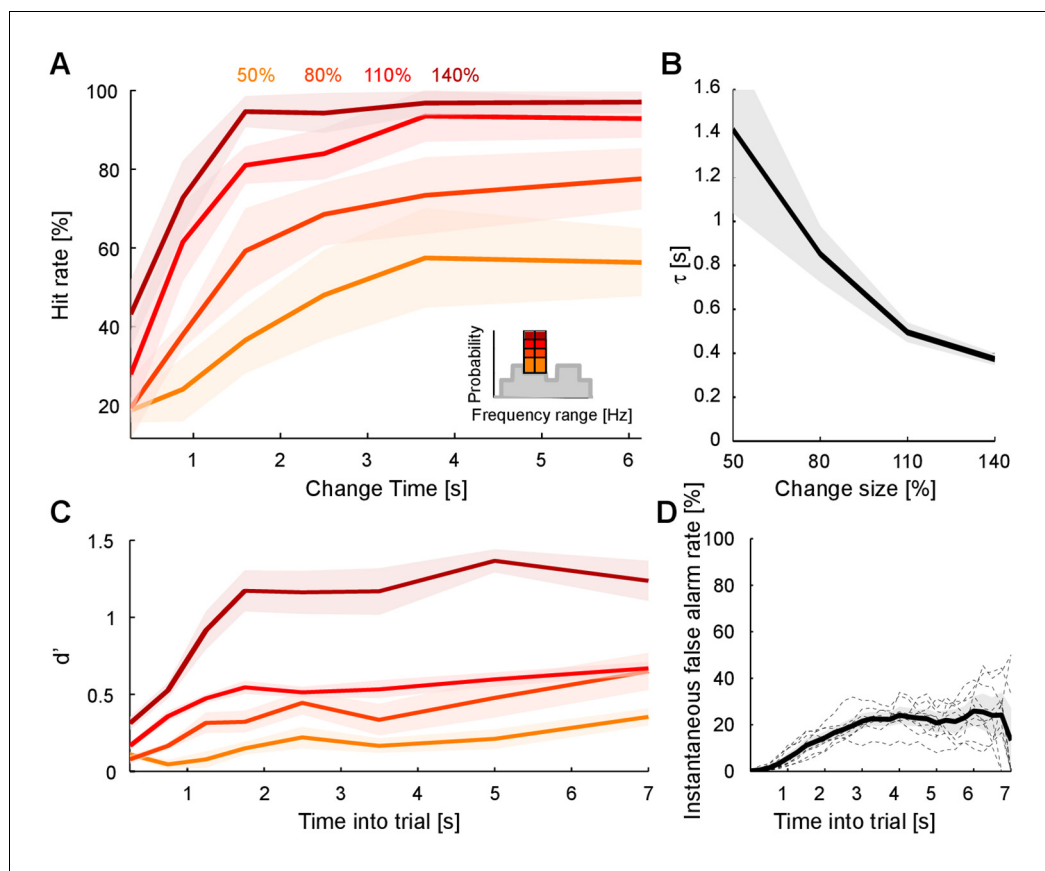 A
50% 80% 110% 140%
Hit rate [%]
100
80
60
40
20
1 2 3 4 5 6
Change Time [s]
Probability
Frequency range [Hz]
B
τ [s]
1.6
1.4
1.2
1
0.8
0.6
0.4
0.2
0
50 80 110 140
Change size [%]
C
d'
1.5
1
0.5
0
1 2 3 4 5 6 7
Time into trial [s]
D
Instantaneous false alarm rate [%]
100
80
60
40
20
0
1 2 3 4 5 6 7
Time into trial [s]